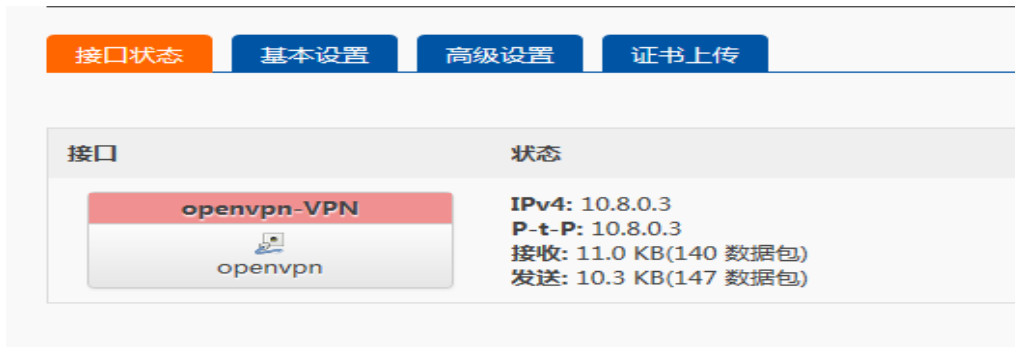 接口状态 基本设置 高级设置 证书上传
接口 状态
openvpn-VPN
openvpn
IPv4: 10.8.0.3
P-t-P: 10.8.0.3
接收: 11.0 KB(140 数据包)
发送: 10.3 KB(147 数据包)